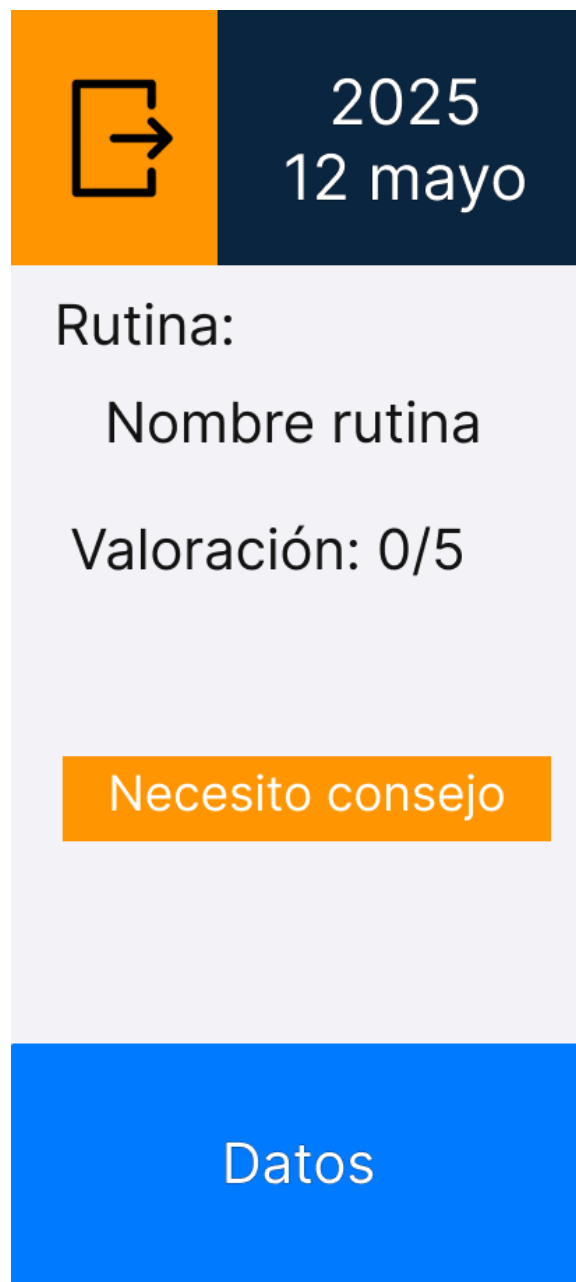 2025
12 mayo
Rutina:
Nombre rutina
Valoración: 0/5
Necesito consejo
Datos